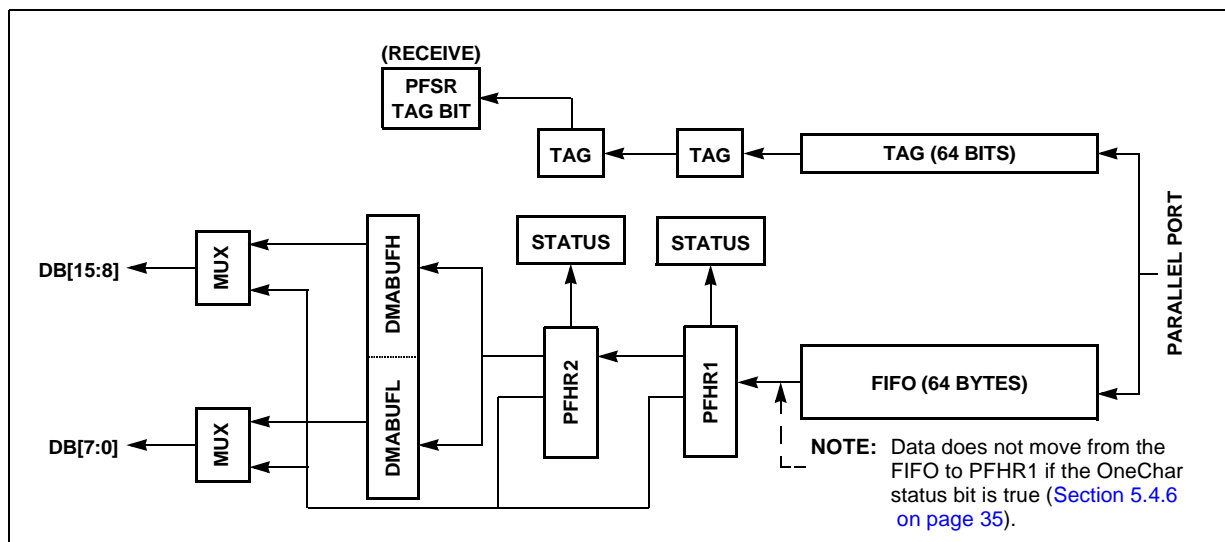 (RECEIVE)
PFSR
TAG BIT
TAG
TAG
TAG (64 BITS)
STATUS
STATUS
DB[15:8]
MUX
DMABUFH
PARALLEL PORT
DB[7:0]
MUX
DMABUFL
PFHR2
PFHR1
FIFO (64 BYTES)
NOTE: Data does not move from the
FIFO to PFHR1 if the OneChar
status bit is true (Section 5.4.6
on page 35).